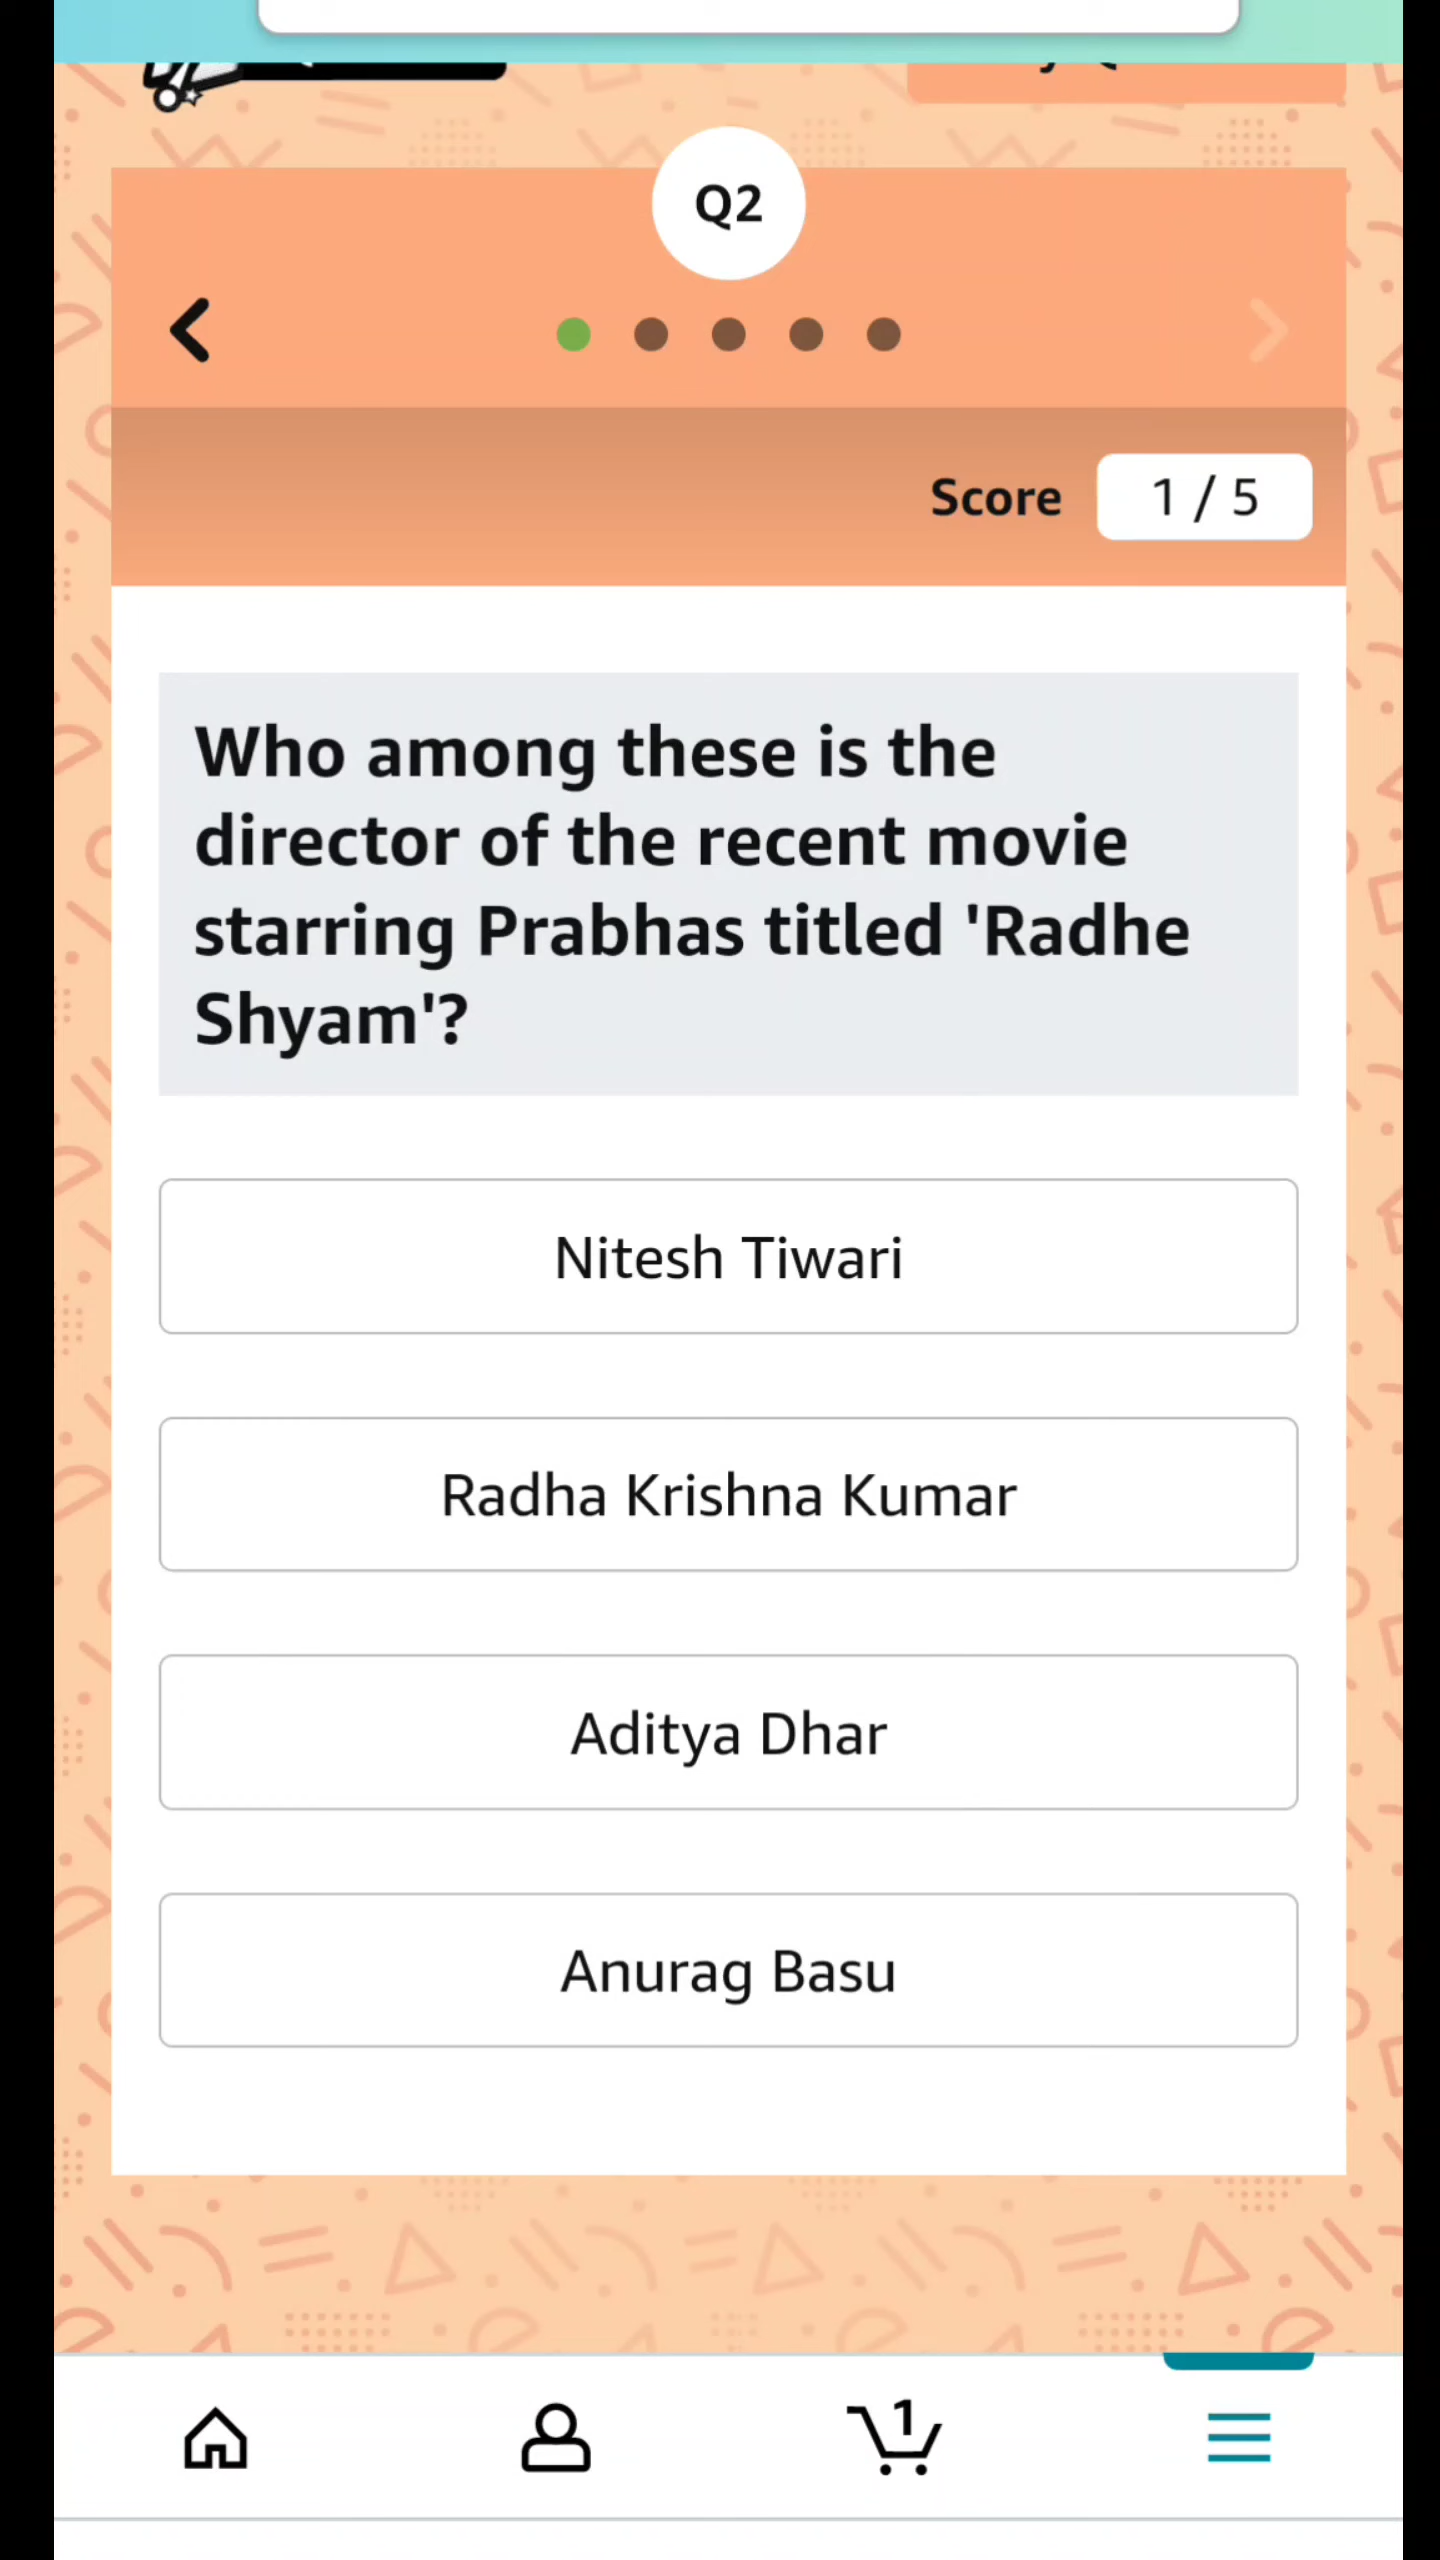 Q2
Score 1 / 5
Who among these is the
director of the recent movie
starring Prabhas titled 'Radhe
Shyam'?
Nitesh Tiwari
Radha Krishna Kumar
Aditya Dhar
Anurag Basu
1